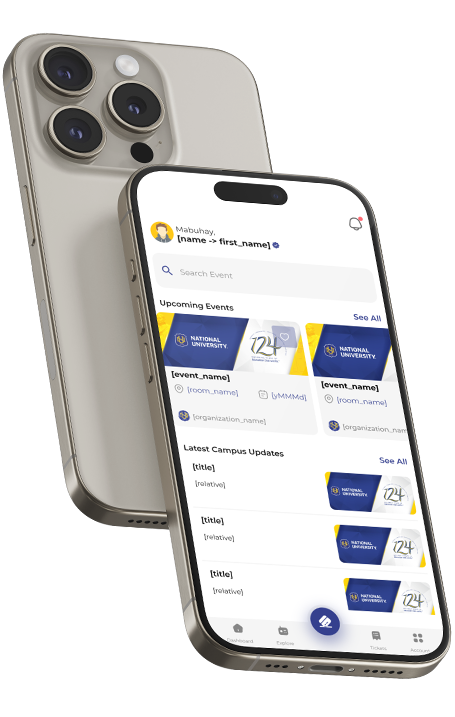 Mabuhay,
[name -> first_name]
Search Event
Upcoming Events
See All
NATIONAL
UNIVERSITY
124
[event_name]
[room_name]
[yMMMd]
[organization_name]
NATIONAL
UNIVERSITY
[event_name]
[room_name]
[organization_nam
Latest Campus Updates
See All
[title]
[relative]
NATIONAL
UNIVERSITY
124
[title]
[relative]
NATIONAL
UNIVERSITY
124
[title]
[relative]
NATIONAL
UNIVERSITY
124
Dashboard
Explore
Tickets
Account